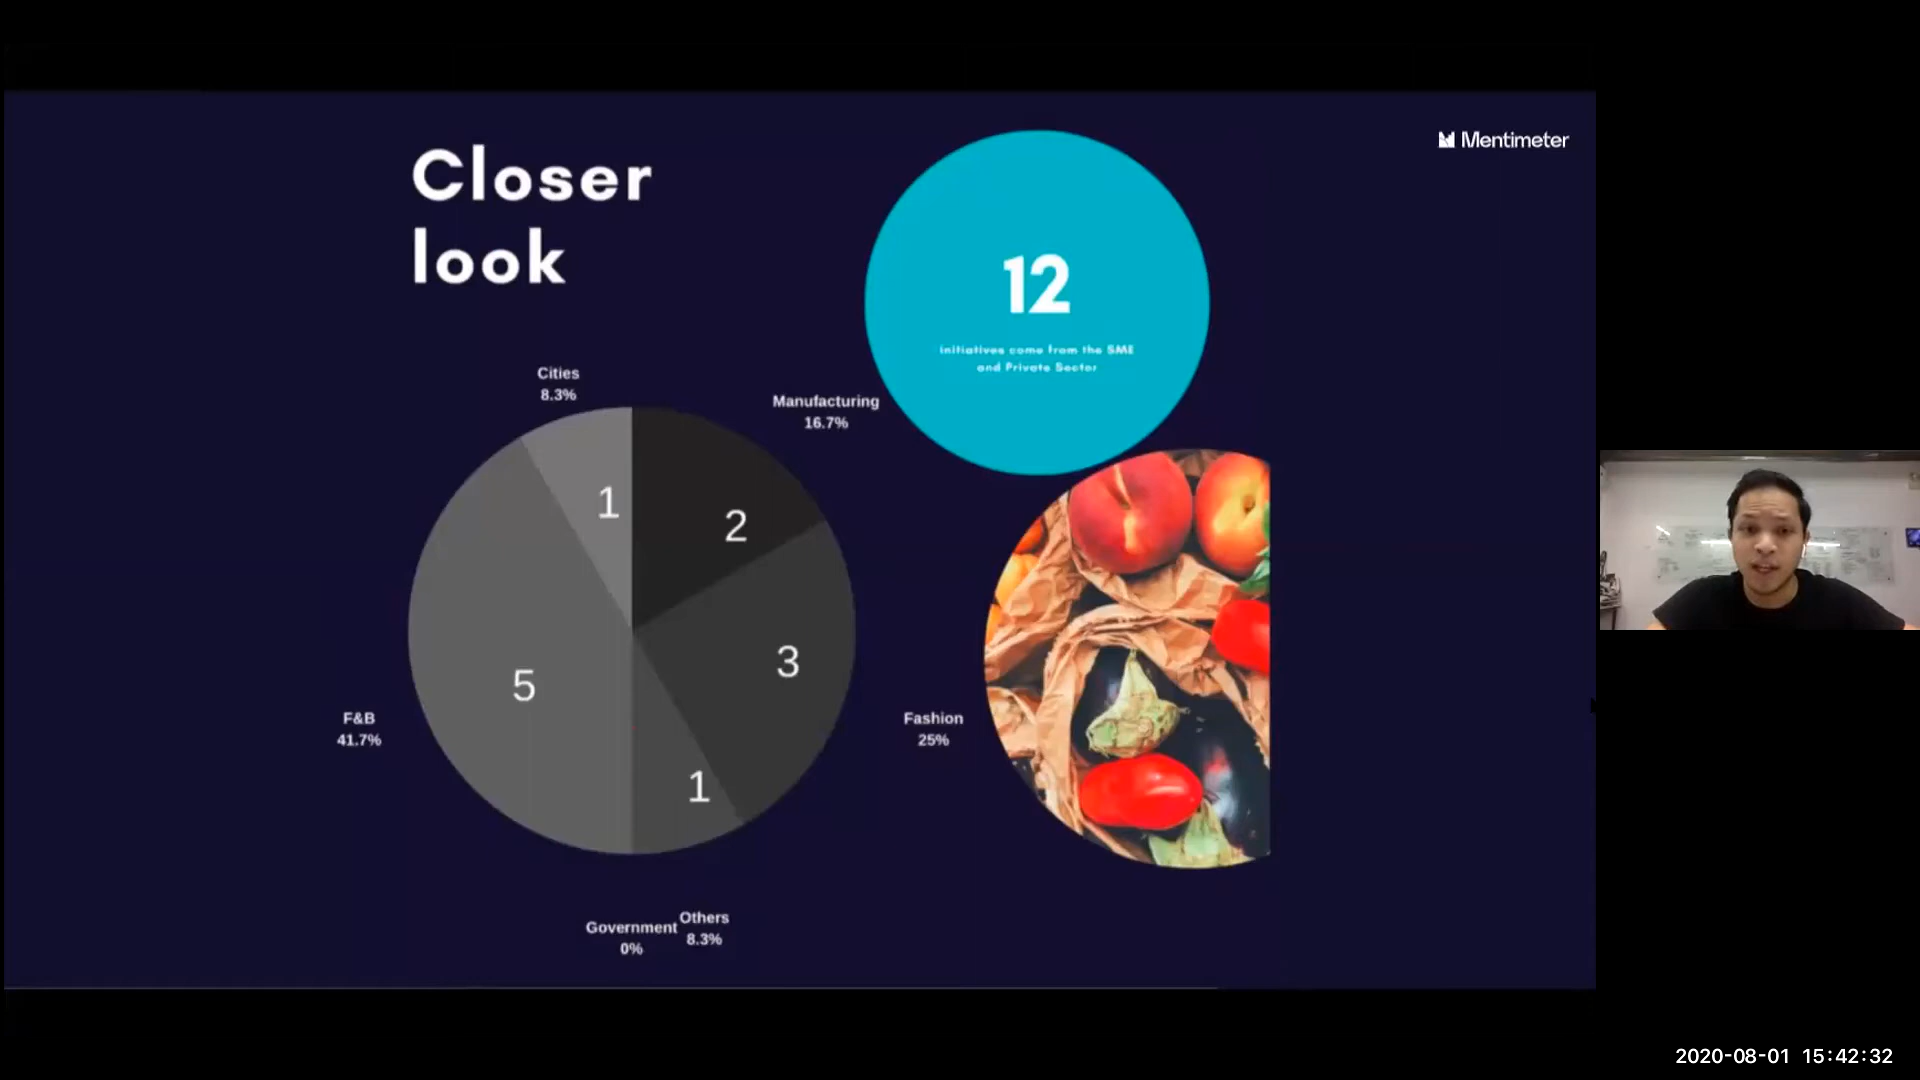 Mentimeter
Closer
look
12
initiatives come from the SME
and Private Sector
Cities
8.3%
Manufacturing
16.7%
1
2
3
5
1
F&B
41.7%
Fashion
25%
Government
0%
Others
8.3%
2020-08-01 15:42:32